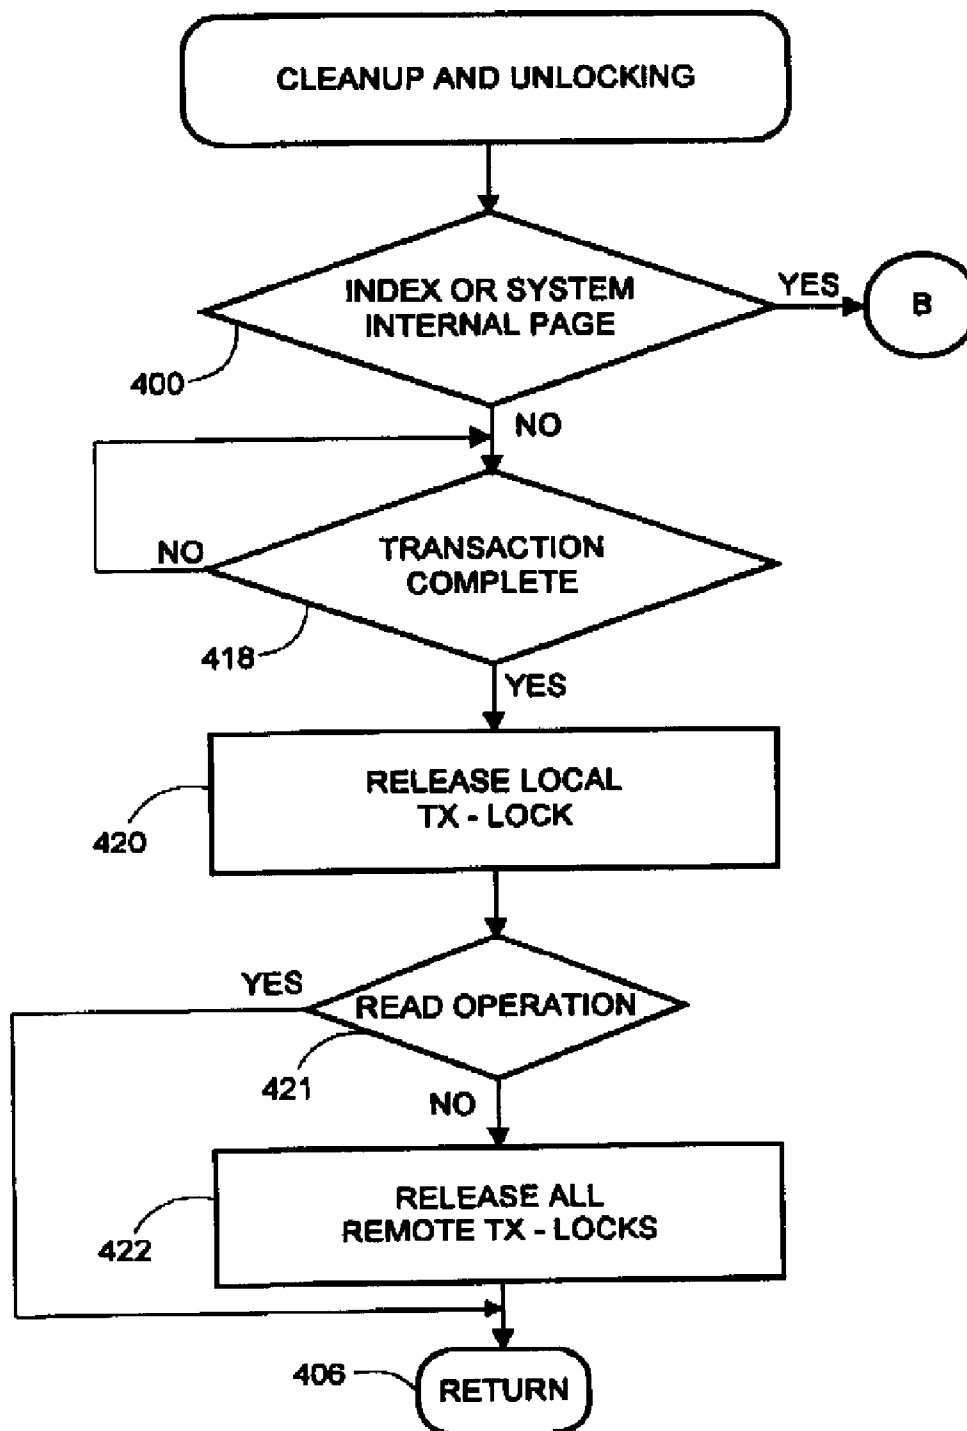 CLEANUP AND UNLOCKING
INDEX OR SYSTEM
INTERNAL PAGE
YES
B
400
NO
NO
TRANSACTION
COMPLETE
418
YES
RELEASE LOCAL
TX - LOCK
420
YES
READ OPERATION
421
NO
RELEASE ALL
REMOTE TX - LOCKS
422
406
RETURN